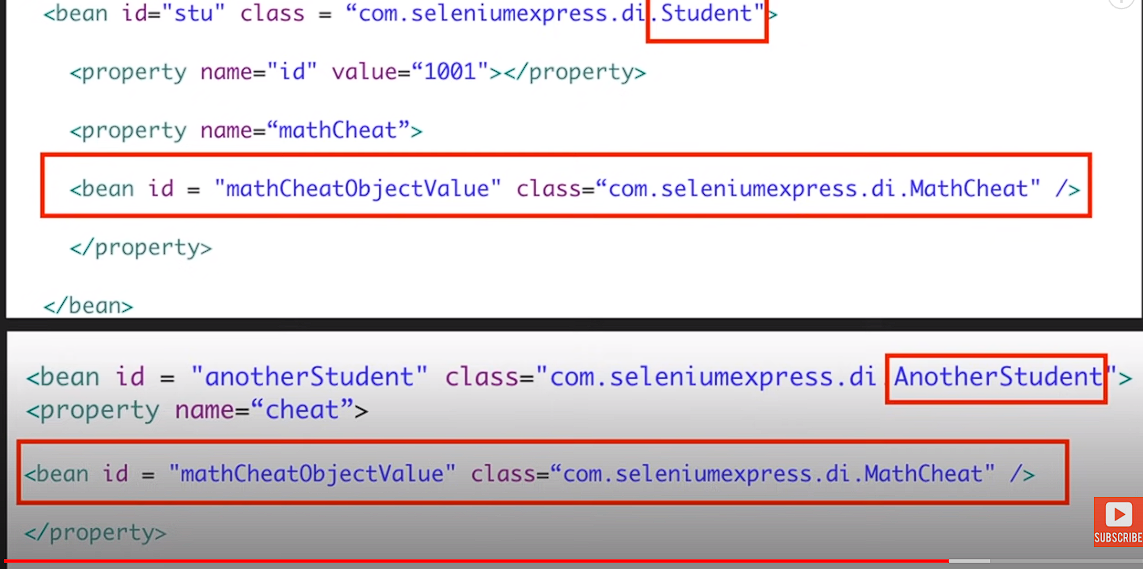 <bean id="stu" class = “com.seleniumexpress.di.Student">
<property name="id" value=“1001"></property>
<property name=“mathCheat”>
<bean id = "mathCheatObjectValue" class=“com.seleniumexpress.di.MathCheat" />
</property>
</bean>
<bean id = "anotherStudent" class="com.seleniumexpress.di.AnotherStudent">
<property name=“cheat”>
<bean id = "mathCheatObjectValue" class=“com.seleniumexpress.di.MathCheat" />
</property>
SUBSCRIBE